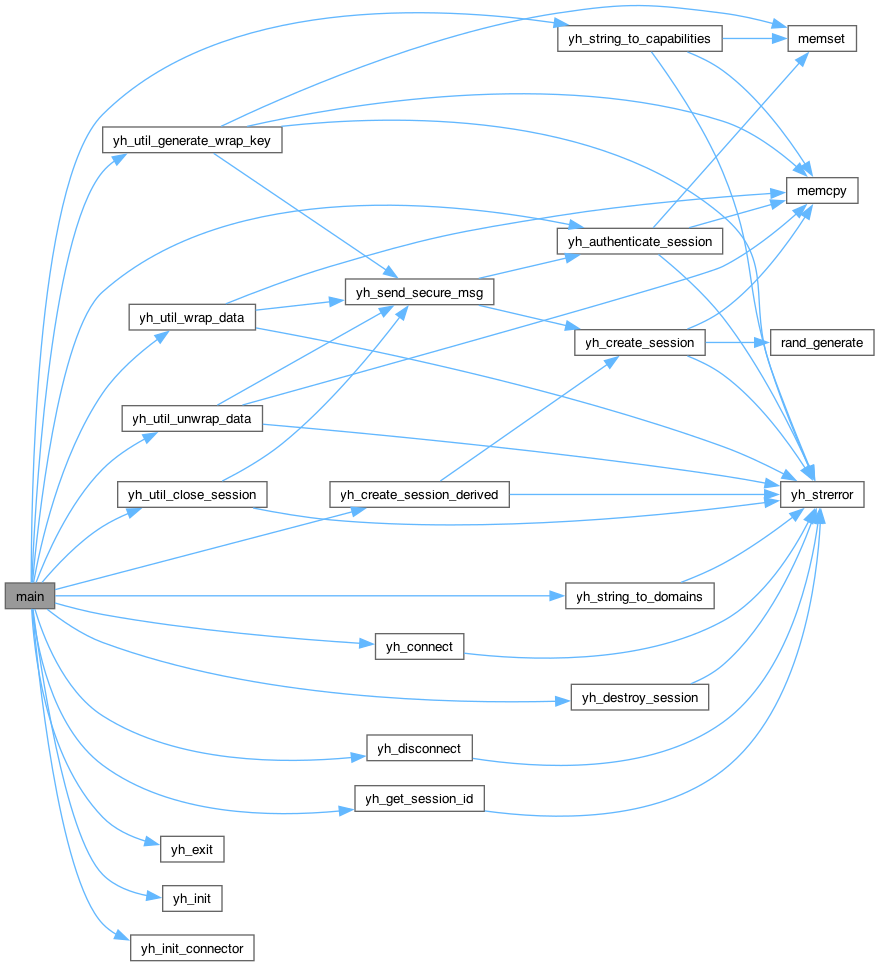 yh_string_to_capabilities
memset
yh_util_generate_wrap_key
memcpy
yh_authenticate_session
yh_send_secure_msg
yh_util_wrap_data
yh_create_session
rand_generate
yh_util_unwrap_data
yh_util_close_session
yh_create_session_derived
yh_strerror
main
yh_string_to_domains
yh_connect
yh_destroy_session
yh_disconnect
yh_get_session_id
yh_exit
yh_init
yh_init_connector